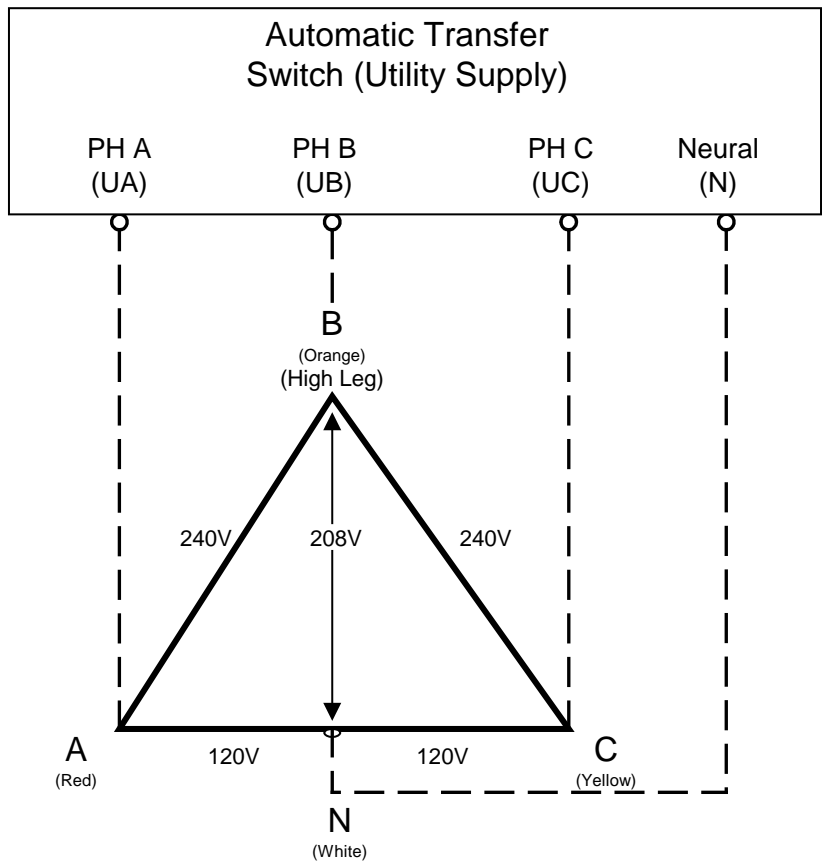 Automatic Transfer
Switch (Utility Supply)
PH A
(UA)
PH B
(UB)
PH C
(UC)
Neural
(N)
B
(Orange)
(High Leg)
240V
208V
240V
A
(Red)
120V
120V
C
(Yellow)
N
(White)